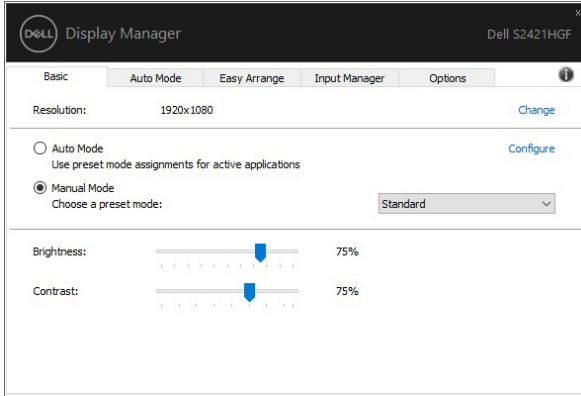 DELL Display Manager
Dell S2421HGF
Basic Auto Mode Easy Arrange Input Manager Options
Resolution: 1920x1080 Change
Auto Mode Configure
Use preset mode assignments for active applications
Manual Mode
Choose a preset mode: Standard
Brightness: 75%
Contrast: 75%